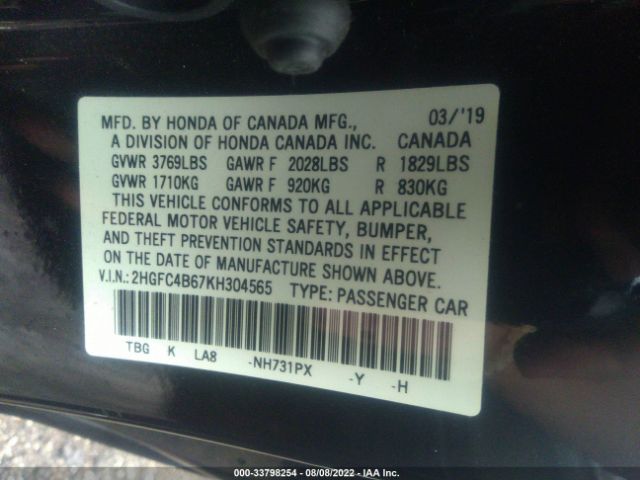 MFD. BY HONDA OF CANADA MFG., 03/'19
A DIVISION OF HONDA CANADA INC. CANADA
GVWR 3769LBS GAWR F 2028LBS R 1829LBS
GVWR 1710KG GAWR F 920KG R 830KG
THIS VEHICLE CONFORMS TO ALL APPLICABLE
FEDERAL MOTOR VEHICLE SAFETY, BUMPER,
AND THEFT PREVENTION STANDARDS IN EFFECT
ON THE DATE OF MANUFACTURE SHOWN ABOVE.
V.I.N.: 2HGFC4B67KH304565 TYPE: PASSENGER CAR
TBG K LA8 -NH731PX -Y -H
000-33798254 - 08/08/2022 - IAA Inc.